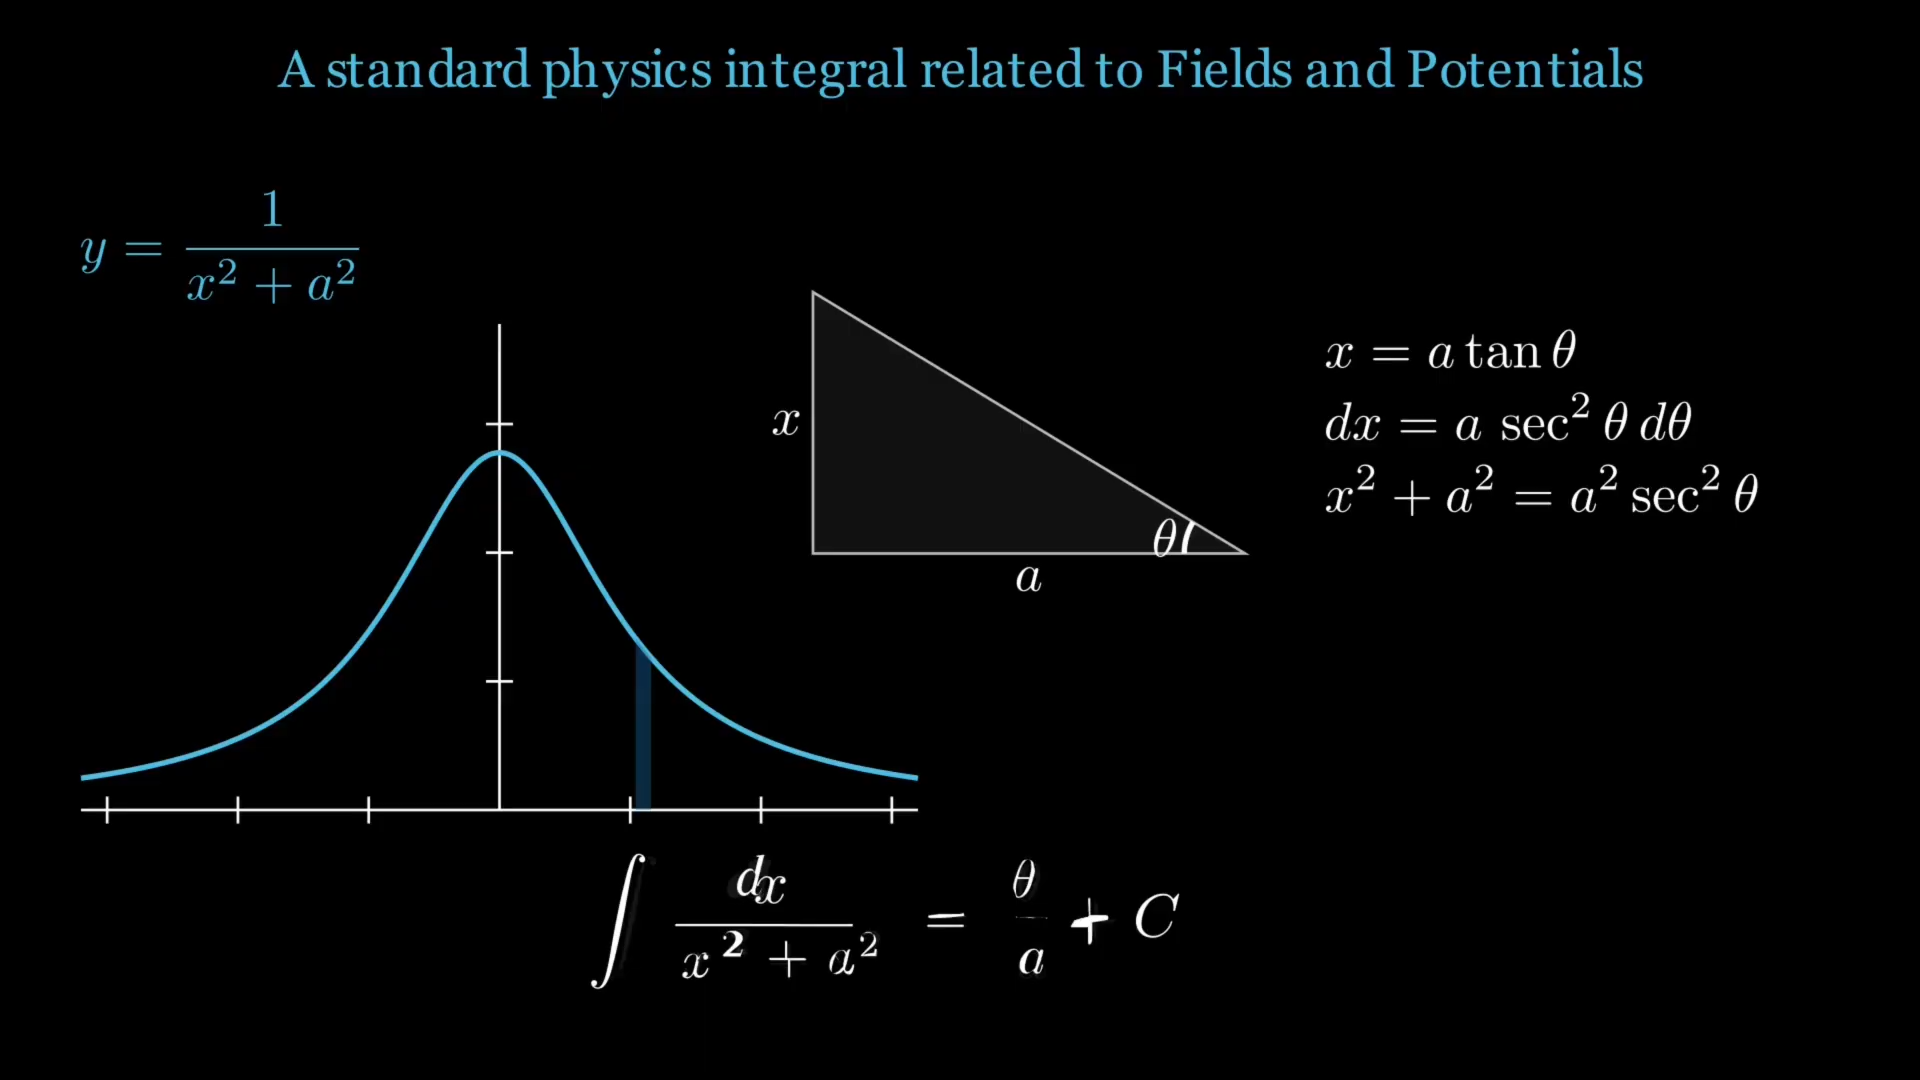 A standard physics integral related to Fields and Potentials
y = 1 / (x² + a²)
x = a tan θ
dx = a sec² θ dθ
x² + a² = a² sec² θ
x
θ
a
∫ dx / (x² + a²) = θ / a + C